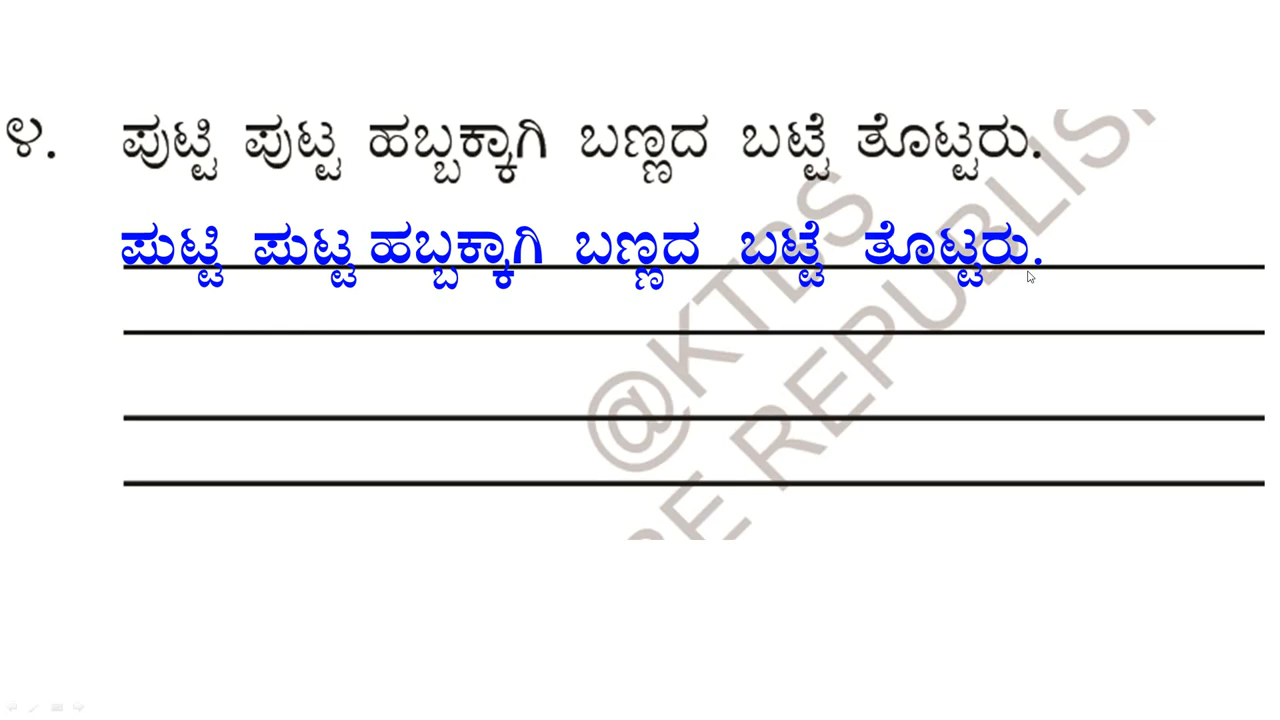 ೪. ಪುಟ್ಟಿ ಪುಟ್ಟ ಹಬ್ಬಕ್ಕಾಗಿ ಬಣ್ಣದ ಬಟ್ಟೆ ತೊಟ್ಟರು.
ಪುಟ್ಟಿ ಪುಟ್ಟ ಹಬ್ಬಕ್ಕಾಗಿ ಬಣ್ಣದ ಬಟ್ಟೆ ತೊಟ್ಟರು.
@KTBS
BE REPUBLIS